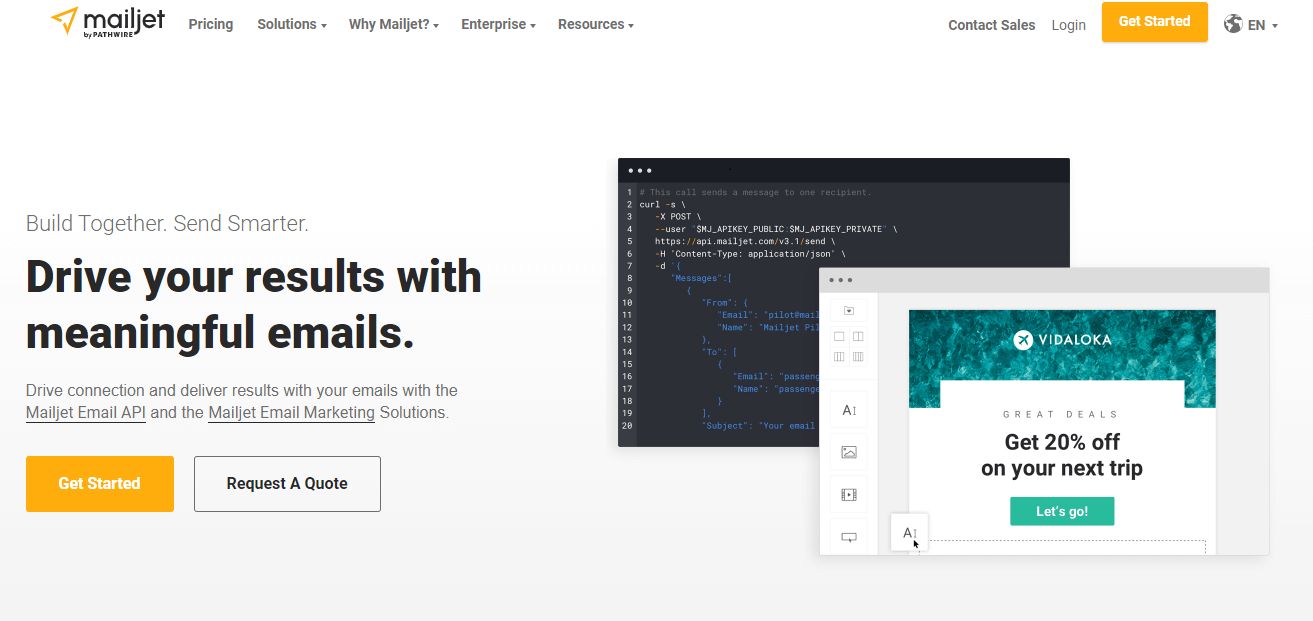 mailjet
by PATHWIRE
Pricing
Solutions
Why Mailjet?
Enterprise
Resources
Contact Sales
Login
Get Started
EN
Build Together. Send Smarter.
Drive your results with
meaningful emails.
Drive connection and deliver results with your emails with the
Mailjet Email API and the Mailjet Email Marketing Solutions.
Get Started
Request A Quote
1 # This call sends a message to one recipient.
2 curl -s \
3 -X POST \
4 --user "$MJ_APIKEY_PUBLIC:$MJ_APIKEY_PRIVATE" \
5 https://api.mailjet.com/v3.1/send \
6 -H 'Content-Type: application/json' \
7 -d '{
8 "Messages":[
9 {
10 "From": {
11 "Email": "pilot@mail
12 "Name": "Mailjet Pil
13 },
14 "To": [
15 {
16 "Email": "passeng
17 "Name": "passenge
18 }
19 ],
20 "Subject": "Your email
VIDALOKA
GREAT DEALS
Get 20% off
on your next trip
Let's go!
A
A